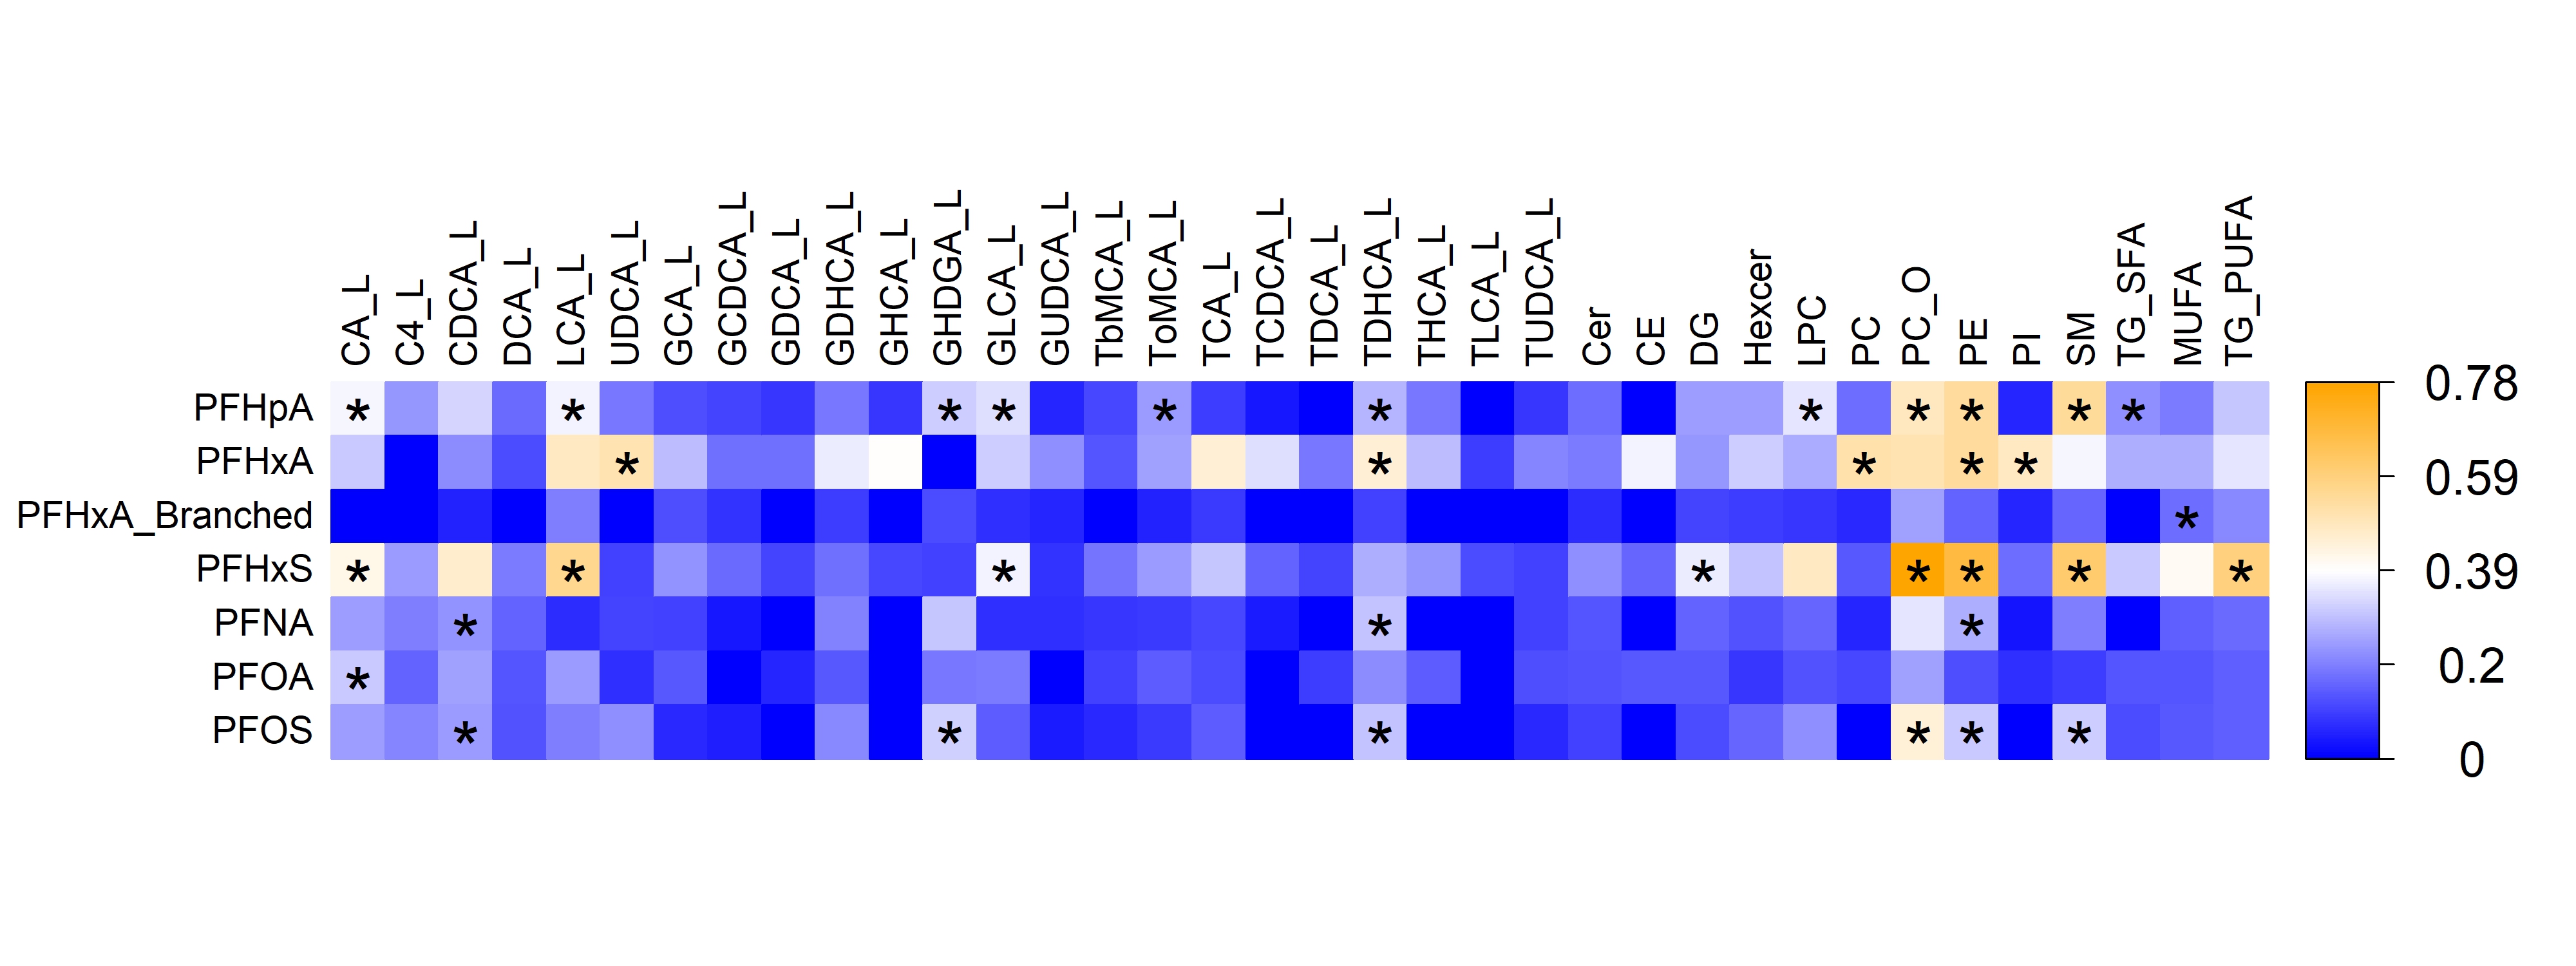 CA_L
C4_L
CDCA_L
DCA_L
LCA_L
UDCA_L
GCA_L
GCDCA_L
GDCA_L
GDHCA_L
GHCA_L
GHDGA_L
GLCA_L
GUDCA_L
TbMCA_L
ToMCA_L
TCA_L
TCDCA_L
TDCA_L
TDHCA_L
THCA_L
TLCA_L
TUDCA_L
Cer
CE
DG
Hexcer
LPC
PC
PC_O
PE
PI
SM
TG_SFA
MUFA
TG_PUFA
PFHpA * * * * * * * * * * *
PFHxA * * * * *
PFHxA_Branched *
PFHxS * * * * * * * *
PFNA * * *
PFOA *
PFOS * * * * * *
0.78
0.59
0.39
0.2
0